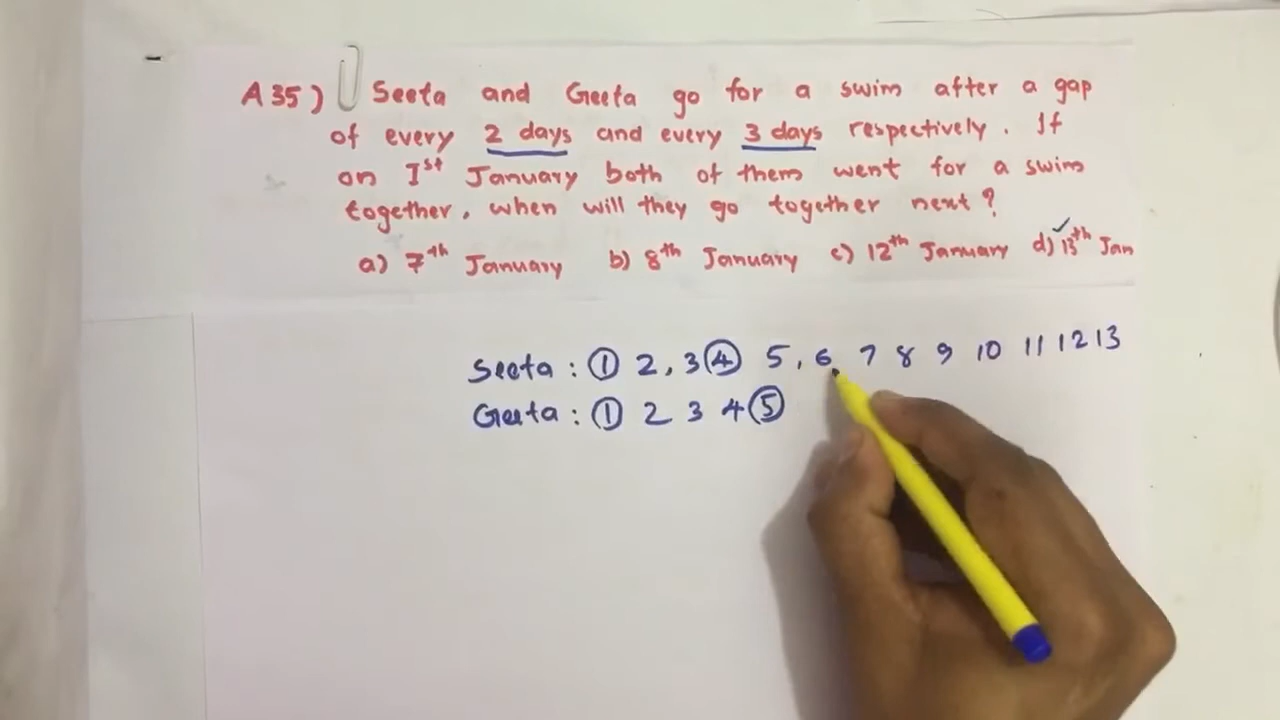 A35) Seeta and Geeta go for a swim after a gap
of every 2 days and every 3 days respectively. If
on Ist January both of them went for a swim
together, when will they go together next?
a) 7th January b) 8th January c) 12th January d) 13th Jan
Seeta : 1 2, 3 4 5, 6, 7 8 9 10 11 12 13
Geeta : 1 2 3 4 5